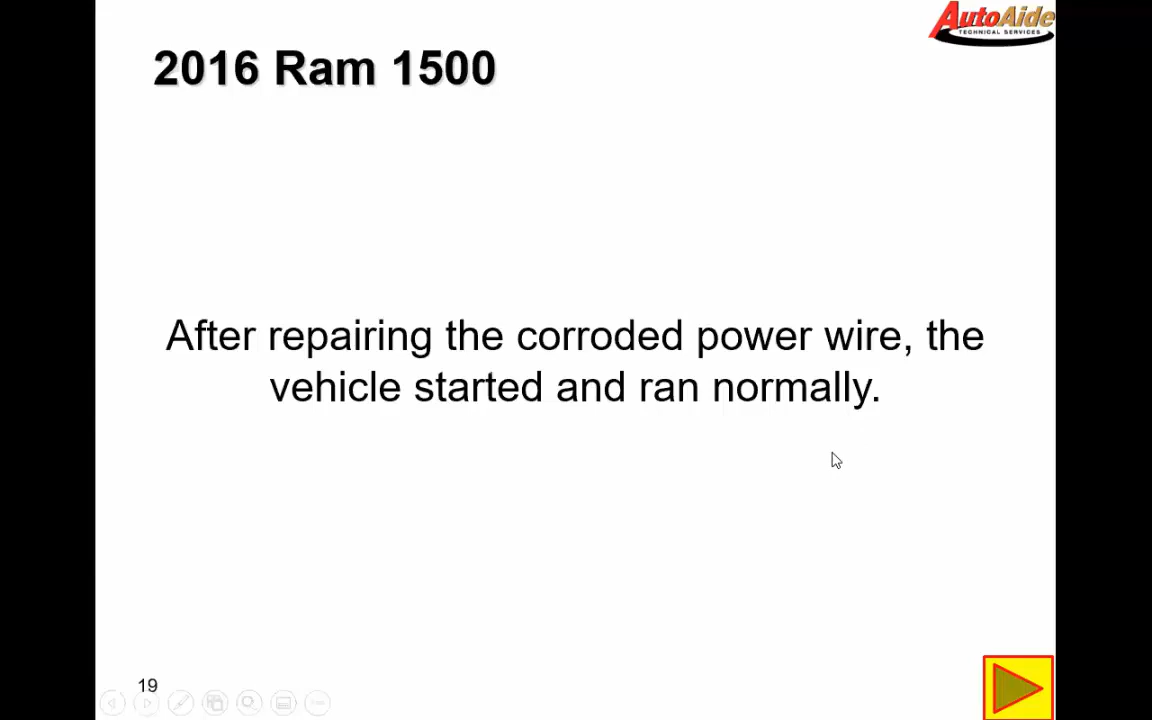 AutoAide
TECHNICAL SERVICES
2016 Ram 1500
After repairing the corroded power wire, the
vehicle started and ran normally.
19